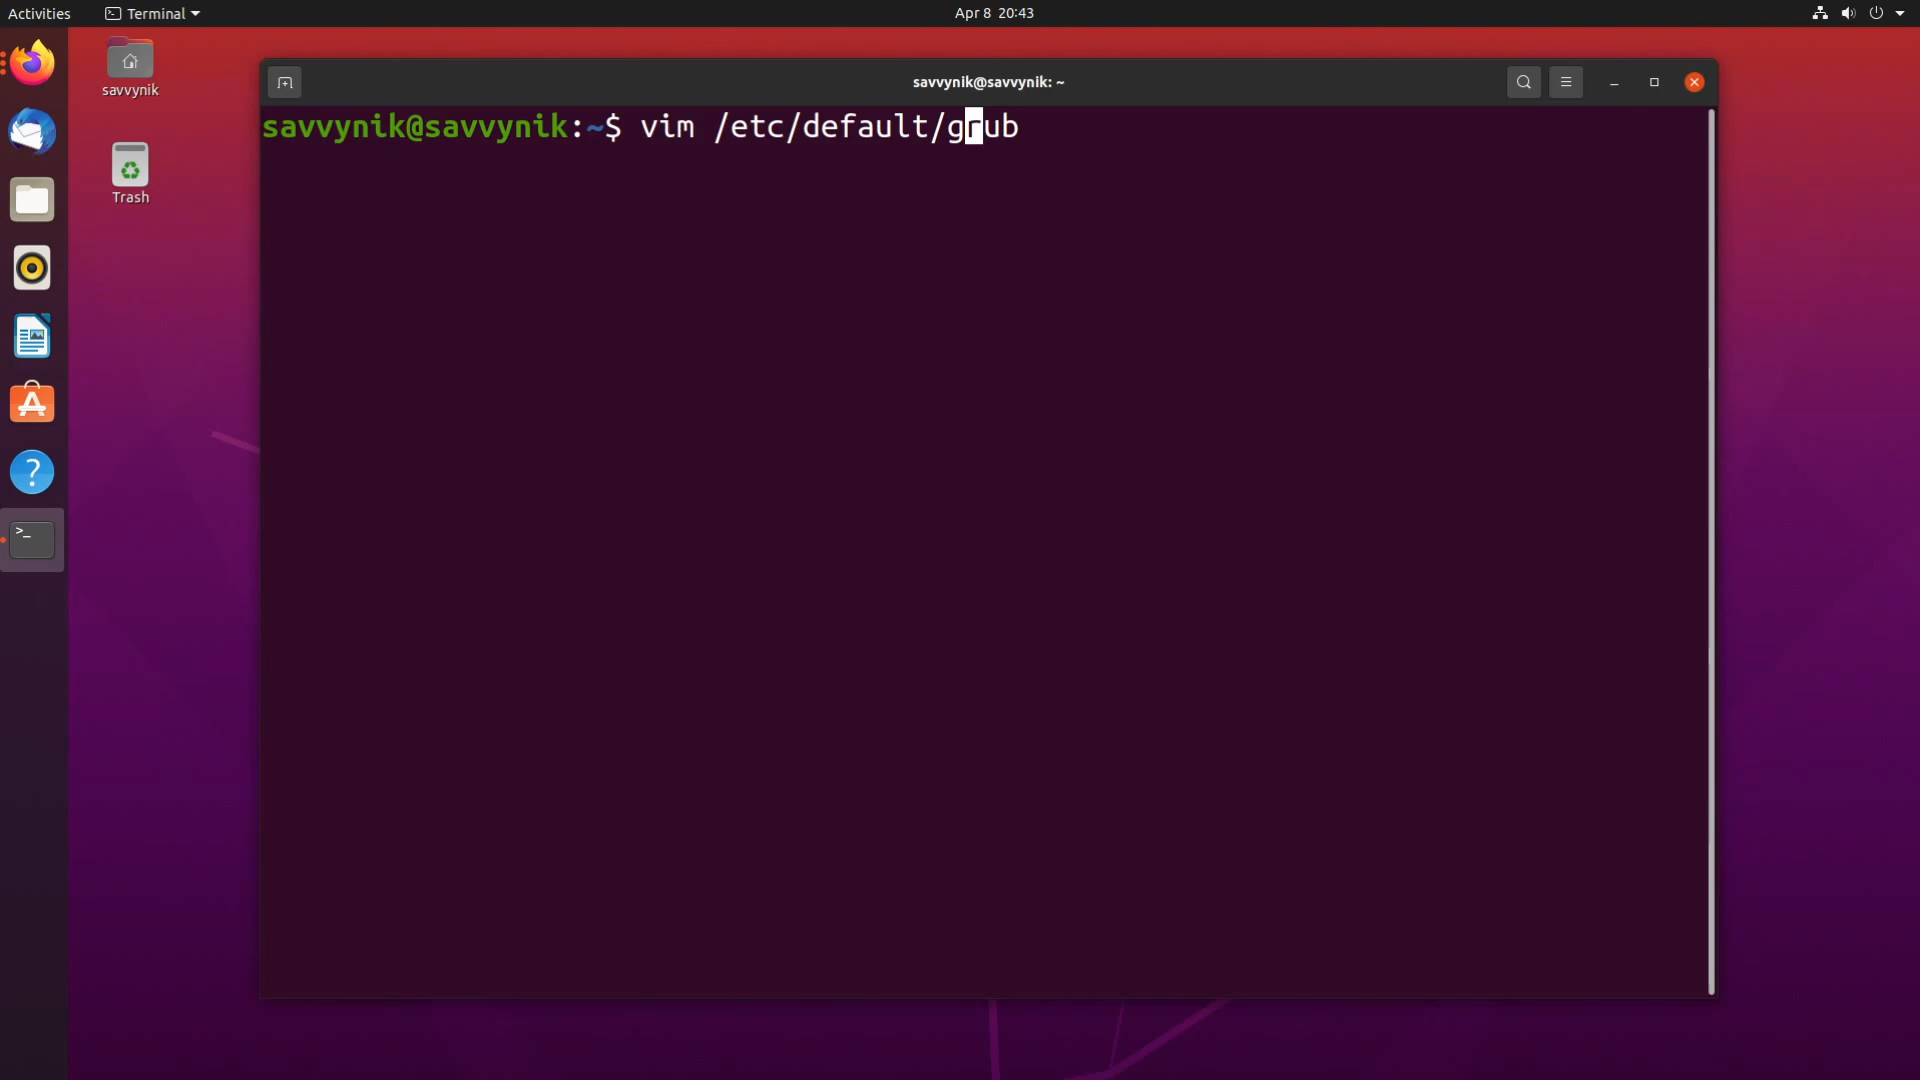 Activities
Terminal
Apr 8 20:43
savvynik
Trash
savvynik@savvynik: ~
savvynik@savvynik:~$ vim /etc/default/grub